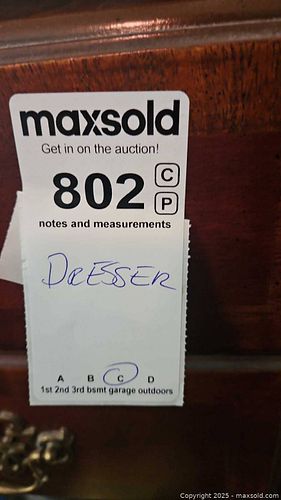 maxsold
Get in on the auction!
802 C
P
notes and measurements
DRESSER
A B C D
1st 2nd 3rd bsmt garage outdoors
© Copyright 2025 - maxsold.com